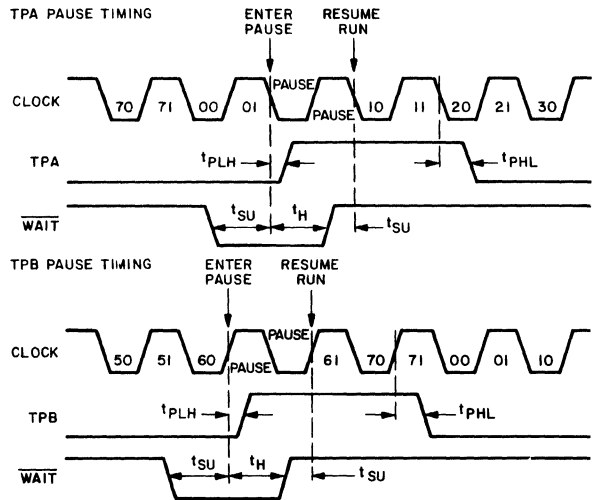 TPA PAUSE TIMING
ENTER PAUSE
RESUME RUN
CLOCK
70 71 00 01 PAUSE PAUSE 10 11 20 21 30
TPA
tPLH
tPHL
WAIT
tSU tH tSU
TPB PAUSE TIMING
ENTER PAUSE
RESUME RUN
CLOCK
50 51 60 PAUSE PAUSE 61 70 71 00 01 10
TPB
tPLH
tPHL
WAIT
tSU tH tSU